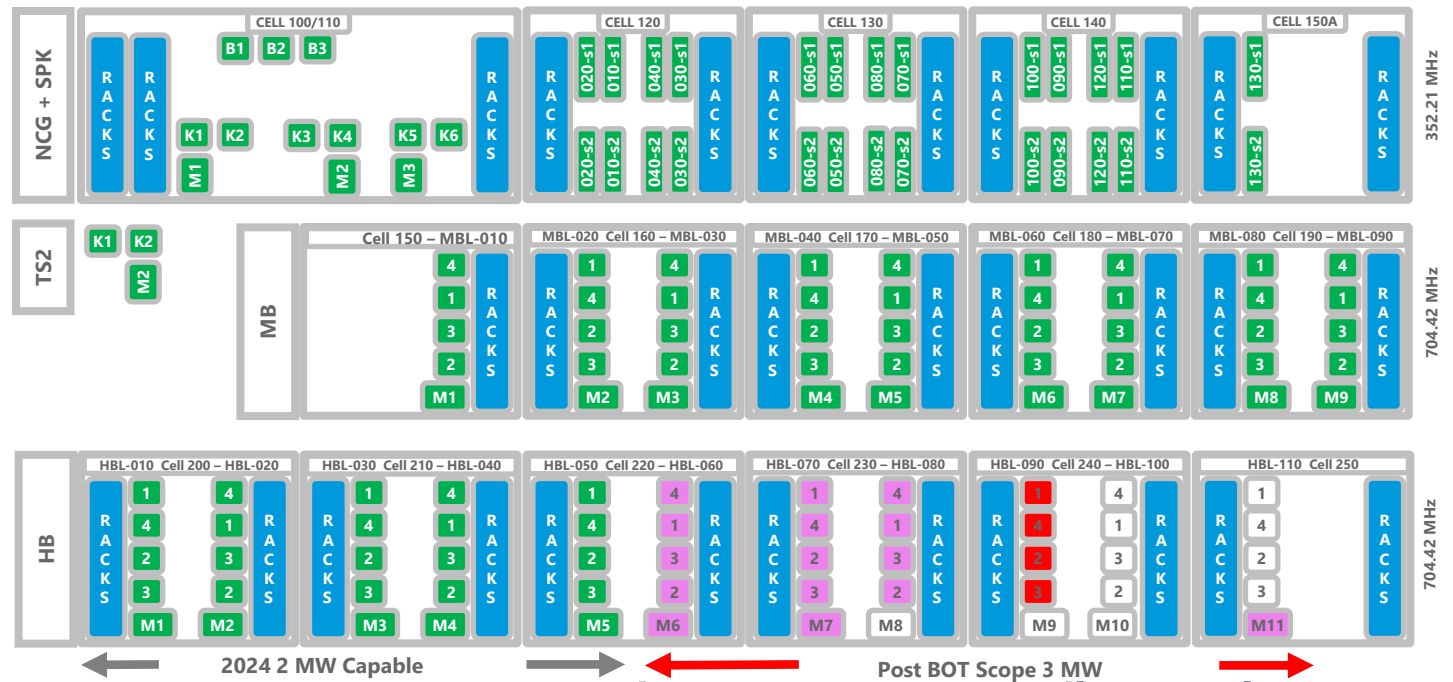 NCG + SPK
CELL 100/110
CELL 120
CELL 130
CELL 140
CELL 150A
352.21 MHz
RACKS
RACKS
B1 B2 B3
K1 K2 K3 K4 K5 K6
M1 M2 M3
RACKS
RACKS
020-s1 010-s1 040-s1 030-s1
020-s2 010-s2 040-s2 030-s2
RACKS
RACKS
060-s1 050-s1 080-s1 070-s1
060-s2 050-s2 080-s2 070-s2
RACKS
RACKS
100-s1 090-s1 120-s1 110-s1
100-s2 090-s2 120-s2 110-s2
RACKS
RACKS
130-s1
130-s2
RACKS
TS2
K1 K2
M2
MB
704.42 MHz
Cell 150 – MBL-010
4
1
3
2
M1
RACKS
MBL-020 Cell 160 – MBL-030
RACKS
1 4
4 1
2 3
3 2
M2 M3
RACKS
MBL-040 Cell 170 – MBL-050
RACKS
1 4
4 1
2 3
3 2
M4 M5
RACKS
MBL-060 Cell 180 – MBL-070
RACKS
1 4
4 1
2 3
3 2
M6 M7
RACKS
MBL-080 Cell 190 – MBL-090
RACKS
1 4
4 1
2 3
3 2
M8 M9
RACKS
HB
704.42 MHz
HBL-010 Cell 200 – HBL-020
RACKS
1 4
4 1
2 3
3 2
M1 M2
RACKS
HBL-030 Cell 210 – HBL-040
RACKS
1 4
4 1
2 3
3 2
M3 M4
RACKS
HBL-050 Cell 220 – HBL-060
RACKS
1 4
4 1
2 3
3 2
M5 M6
RACKS
HBL-070 Cell 230 – HBL-080
RACKS
1 4
4 1
2 3
3 2
M7 M8
RACKS
HBL-090 Cell 240 – HBL-100
RACKS
1 4
4 1
2 3
3 2
M9 M10
RACKS
HBL-110 Cell 250
RACKS
1
4
2
3
M11
RACKS
2024 2 MW Capable
Post BOT Scope 3 MW